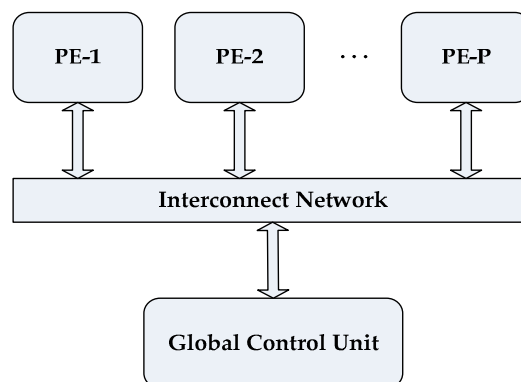 PE-1 PE-2 ··· PE-P
Interconnect Network
Global Control Unit